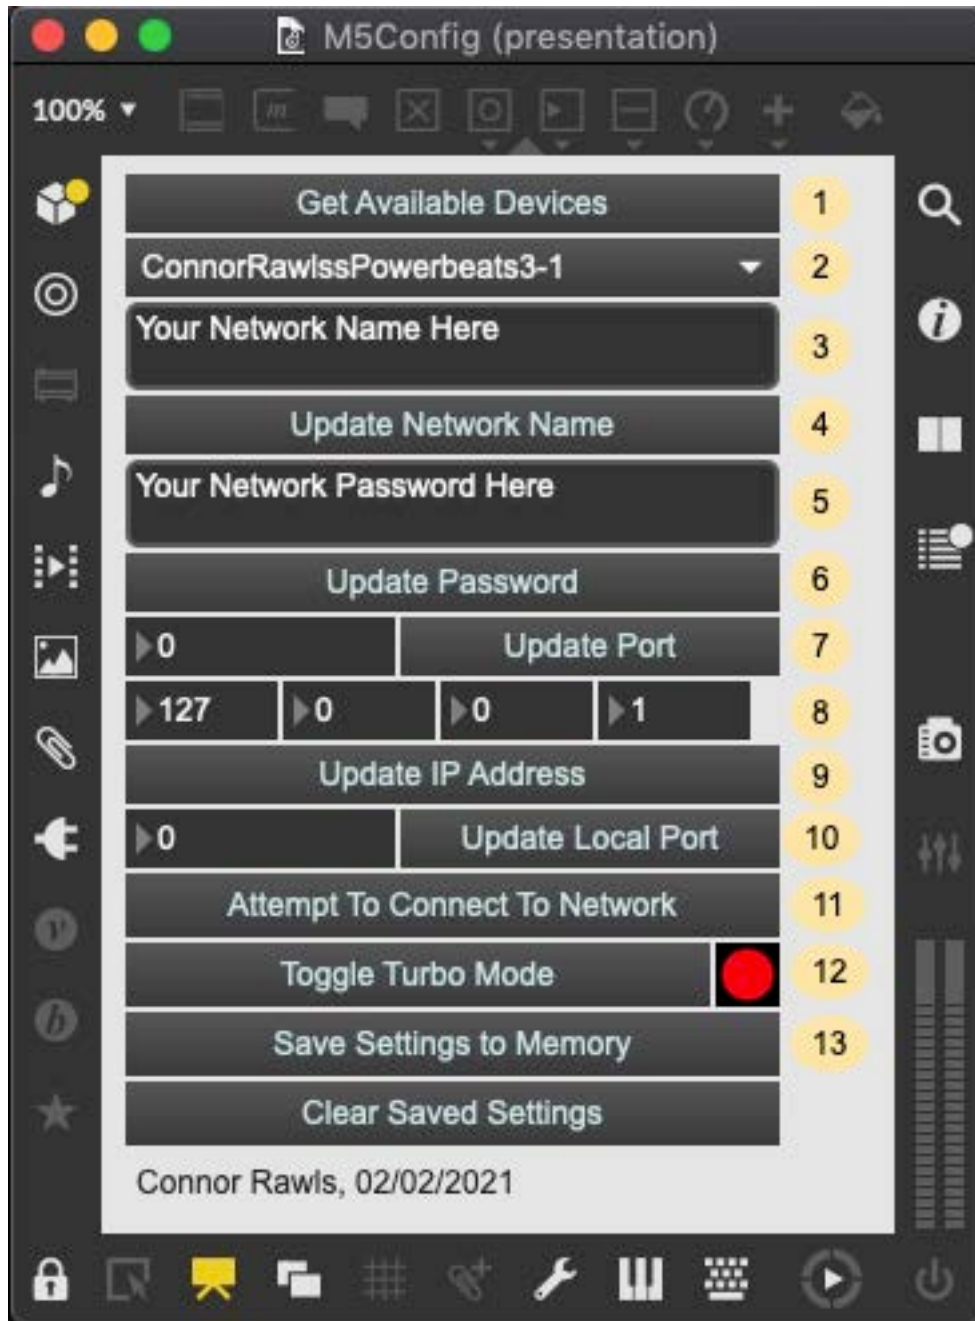 M5Config (presentation)
100%
Get Available Devices 1
ConnorRawlssPowerbeats3-1 2
Your Network Name Here 3
Update Network Name 4
Your Network Password Here 5
Update Password 6
0 Update Port 7
127 0 0 1 8
Update IP Address 9
0 Update Local Port 10
Attempt To Connect To Network 11
Toggle Turbo Mode 12
Save Settings to Memory 13
Clear Saved Settings
Connor Rawls, 02/02/2021